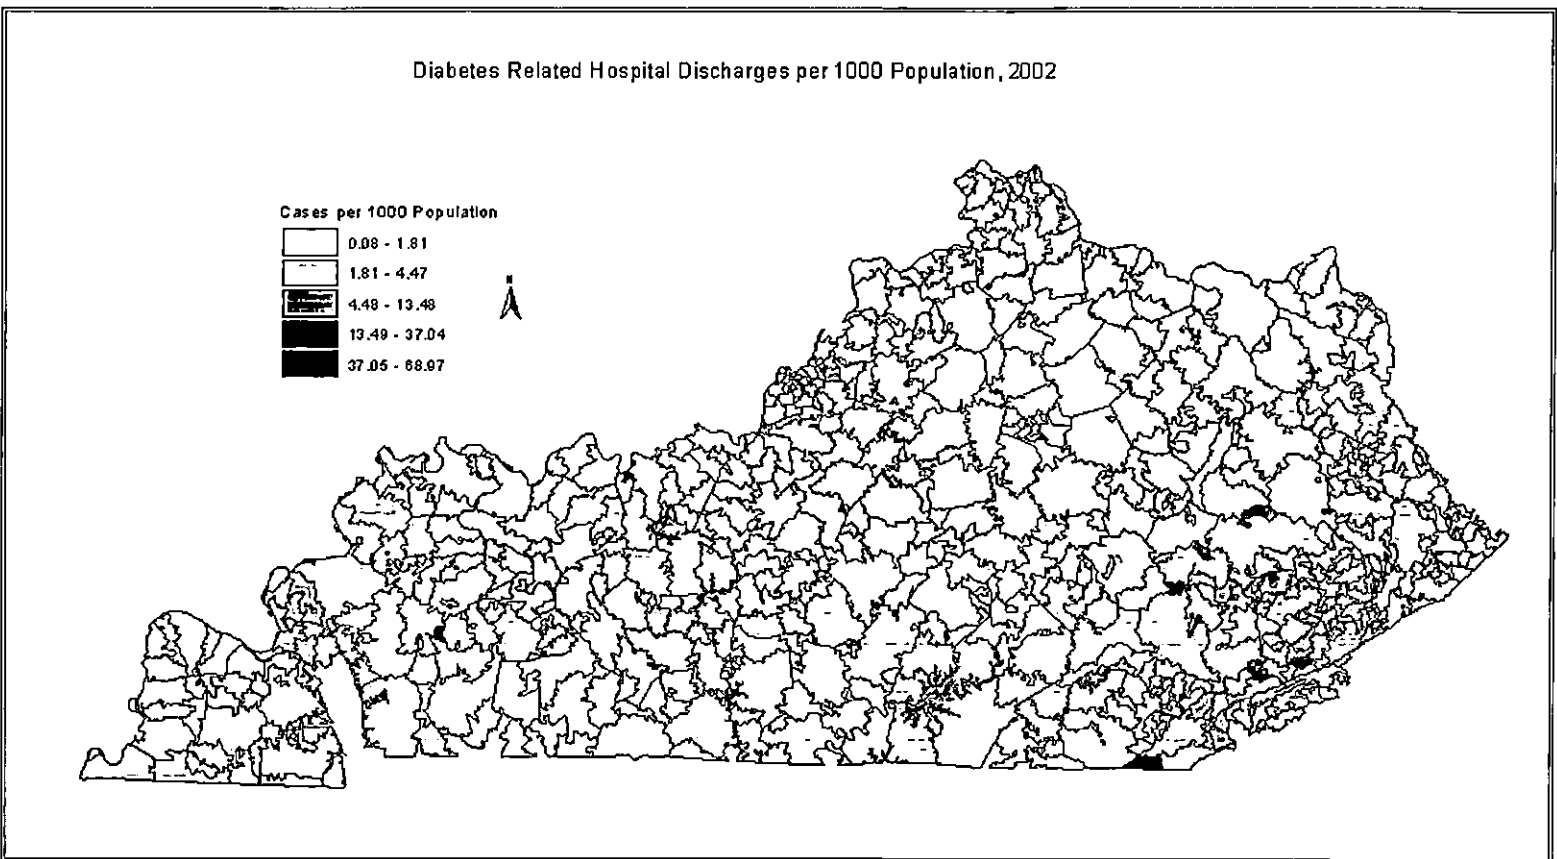 Diabetes Related Hospital Discharges per 1000 Population, 2002
Cases per 1000 Population
0.08 - 1.81
1.81 - 4.47
4.48 - 13.48
13.49 - 37.04
37.05 - 68.97
N